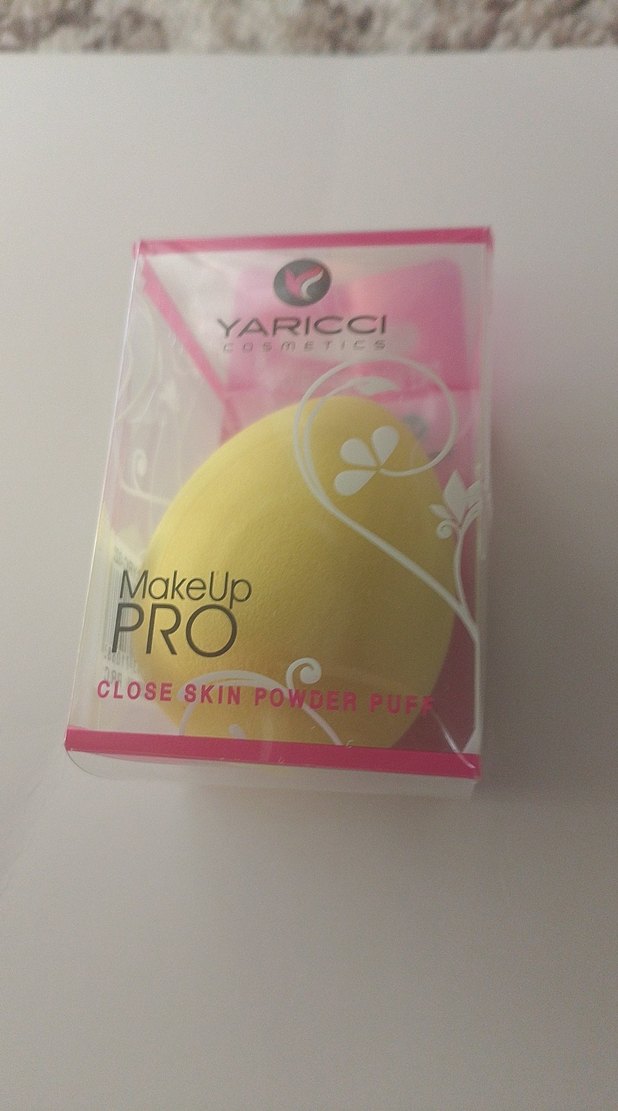 YARICCI
COSMETICS
MakeUp
PRO
CLOSE SKIN POWDER PUFF